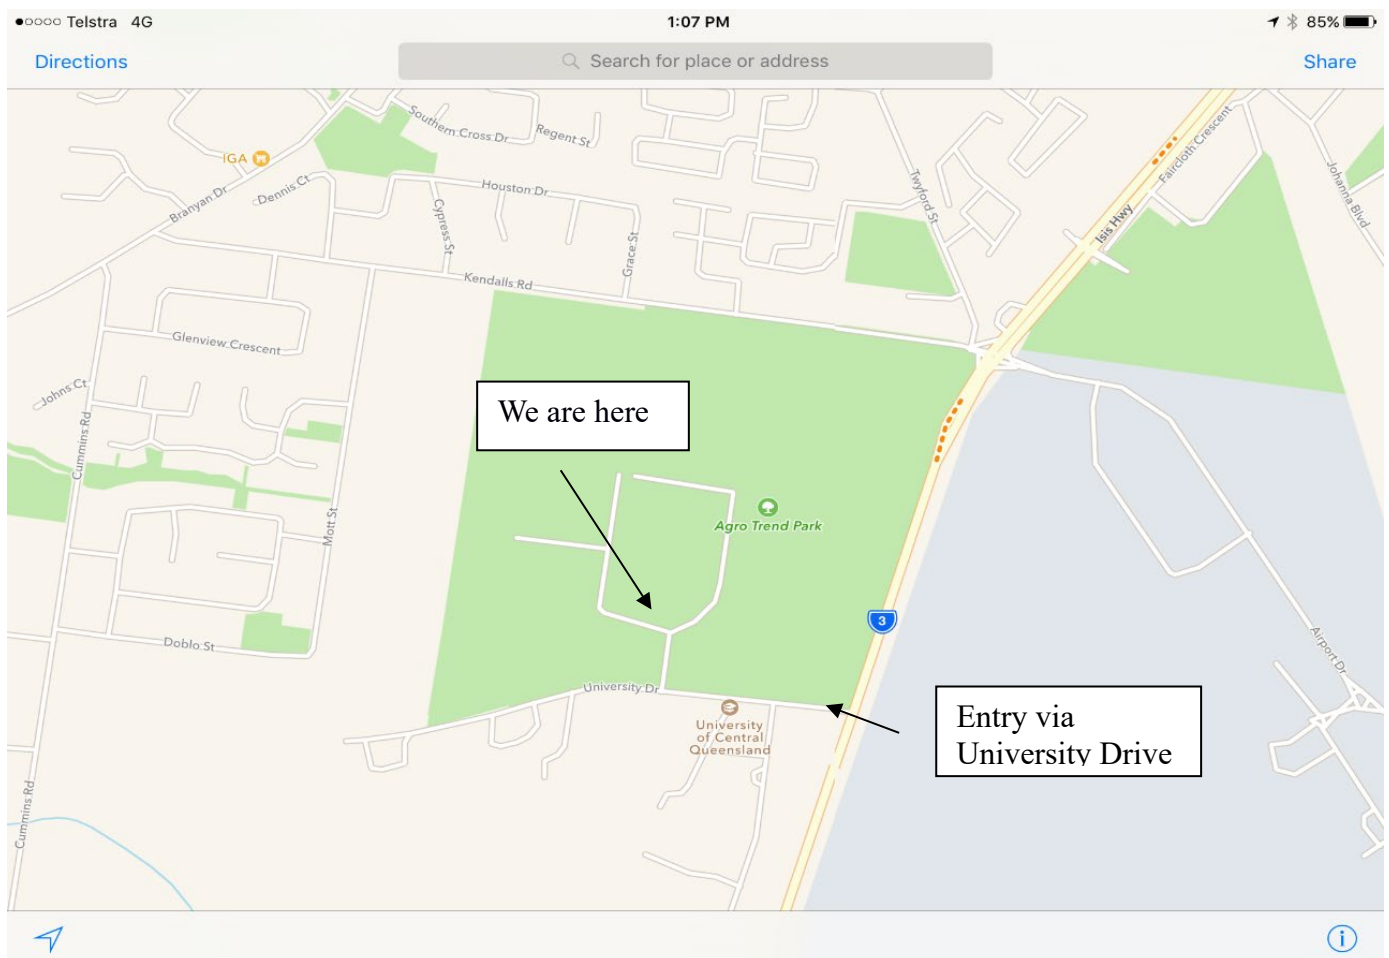 Telstra 4G
1:07 PM
85%
Directions
Search for place or address
Share
Southern Cross Dr
Regent St
IGA
Branyan Dr
Dennis Ct
Houston Dr
Cypress St
Grace St
Twyford St
Isis Hwy
Faircloth Crescent
Johanna Blvd
Kendalls Rd
Glenview Crescent
Johns Ct
Cummins Rd
Mott St
We are here
Agro Trend Park
3
Doblo St
University Dr
University
of Central
Queensland
Entry via
University Drive
Airport Dr
Cummins Rd